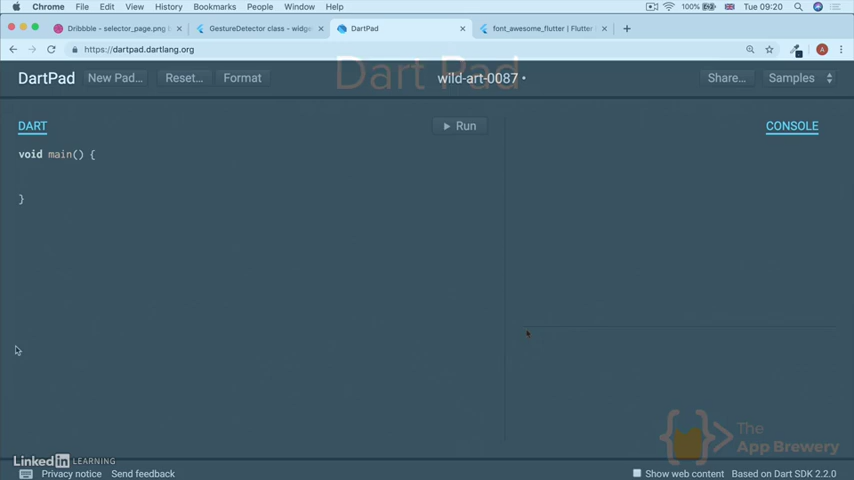 Chrome File Edit View History Bookmarks People Window Help 100% Tue 09:20
Dribbble - selector_page.png GestureDetector class - widge DartPad font_awesome_flutter | Flutter
https://dartpad.dartlang.org A
Dart Pad
DartPad New Pad... Reset... Format wild-art-0087 • Share... Samples
DART Run CONSOLE
void main() {
}
The
App Brewery
LinkedIn LEARNING
Privacy notice Send feedback Show web content Based on Dart SDK 2.2.0